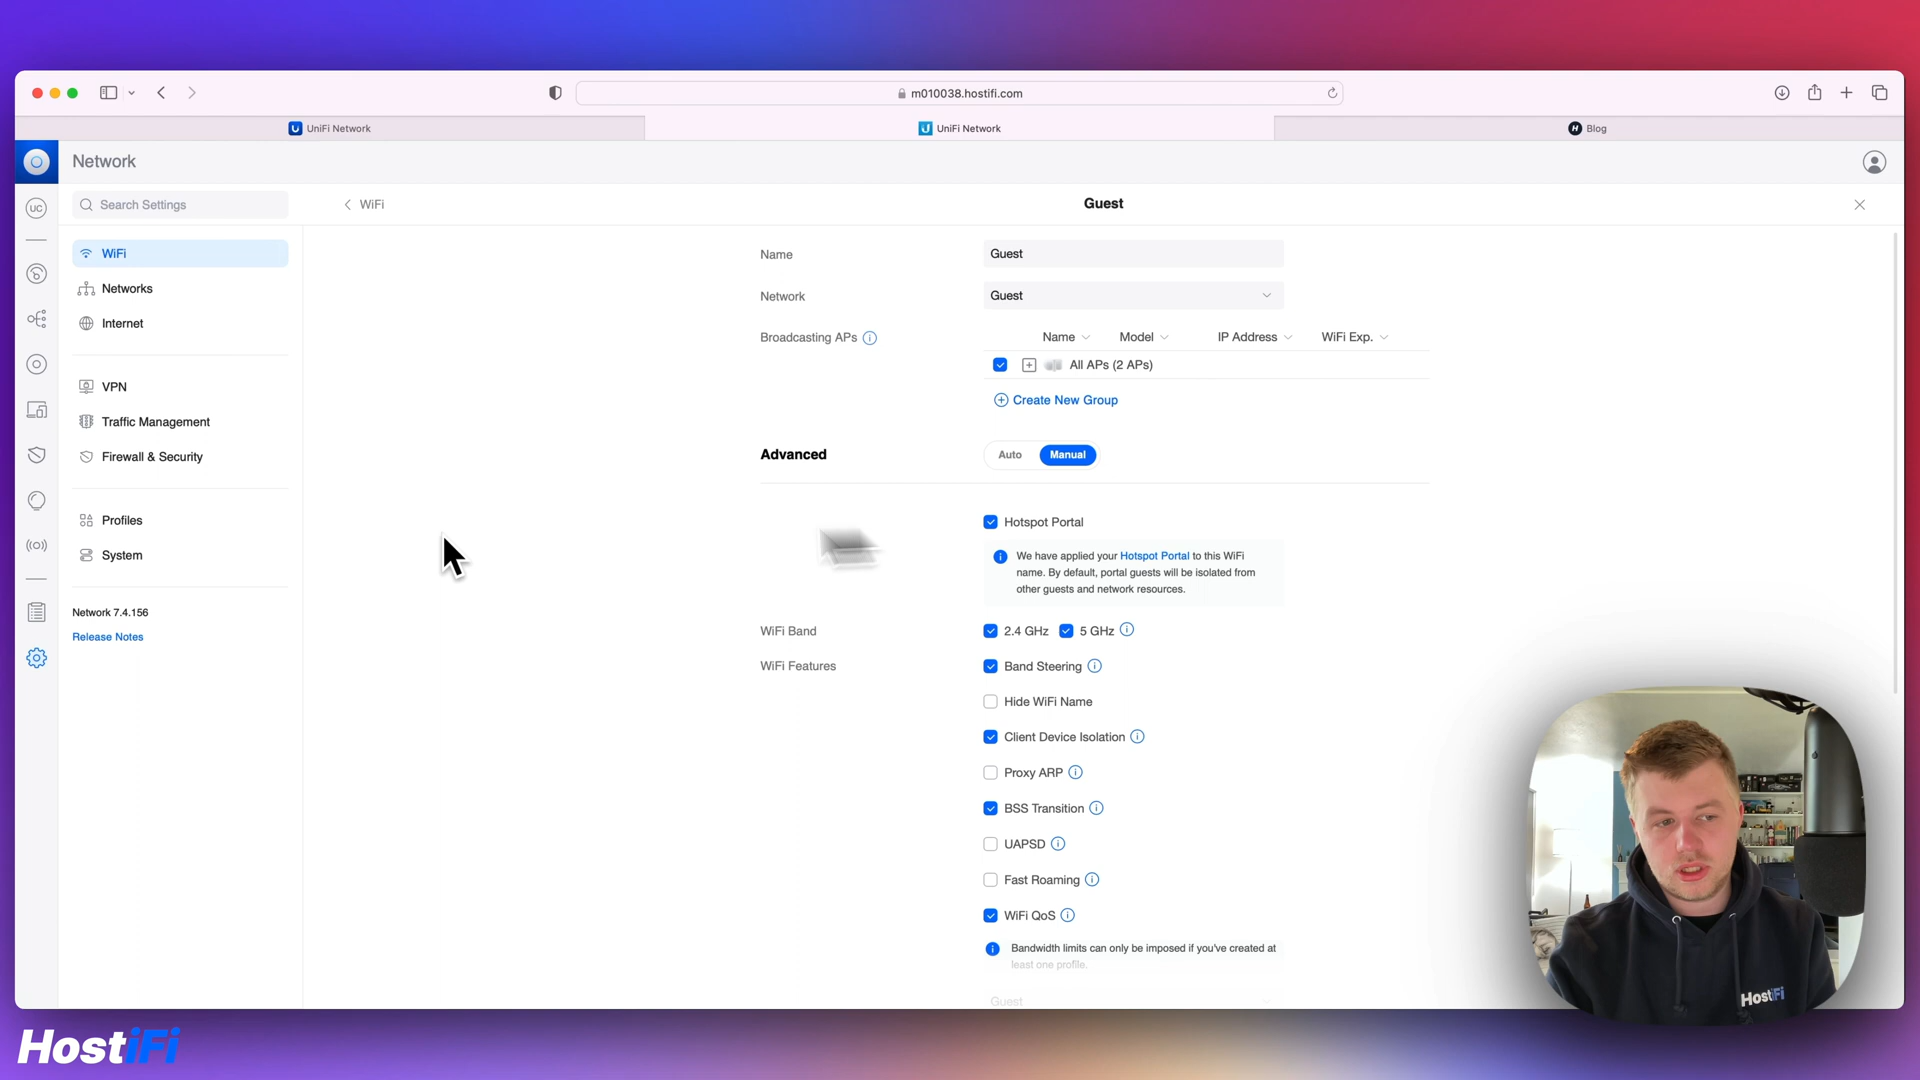 m010038.hostifi.com
UniFi Network
UniFi Network
Blog
Network
Search Settings
WiFi
Guest
UC
WiFi
Networks
Internet
VPN
Traffic Management
Firewall & Security
Profiles
System
Network 7.4.156
Release Notes
Name
Guest
Network
Guest
Broadcasting APs
Name
Model
IP Address
WiFi Exp.
All APs (2 APs)
Create New Group
Advanced
Auto
Manual
Hotspot Portal
We have applied your Hotspot Portal to this WiFi
name. By default, portal guests will be isolated from
other guests and network resources.
WiFi Band
2.4 GHz
5 GHz
WiFi Features
Band Steering
Hide WiFi Name
Client Device Isolation
Proxy ARP
BSS Transition
UAPSD
Fast Roaming
WiFi QoS
Bandwidth limits can only be imposed if you've created at
least one profile.
Guest
HostiFi
HostiFi